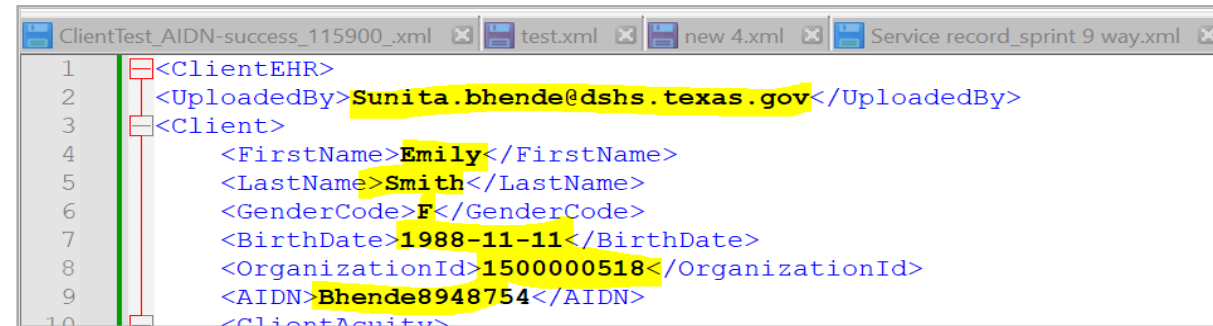 ClientTest_AIDN-success_115900_.xml test.xml new 4.xml Service record_sprint 9 way.xml
1 <ClientEHR>
2 <UploadedBy>Sunita.bhende@dshs.texas.gov</UploadedBy>
3 <Client>
4 <FirstName>Emily</FirstName>
5 <LastName>Smith</LastName>
6 <GenderCode>F</GenderCode>
7 <BirthDate>1988-11-11</BirthDate>
8 <OrganizationId>1500000518</OrganizationId>
9 <AIDN>Bhende8948754</AIDN>
10 <ClientAcuity>